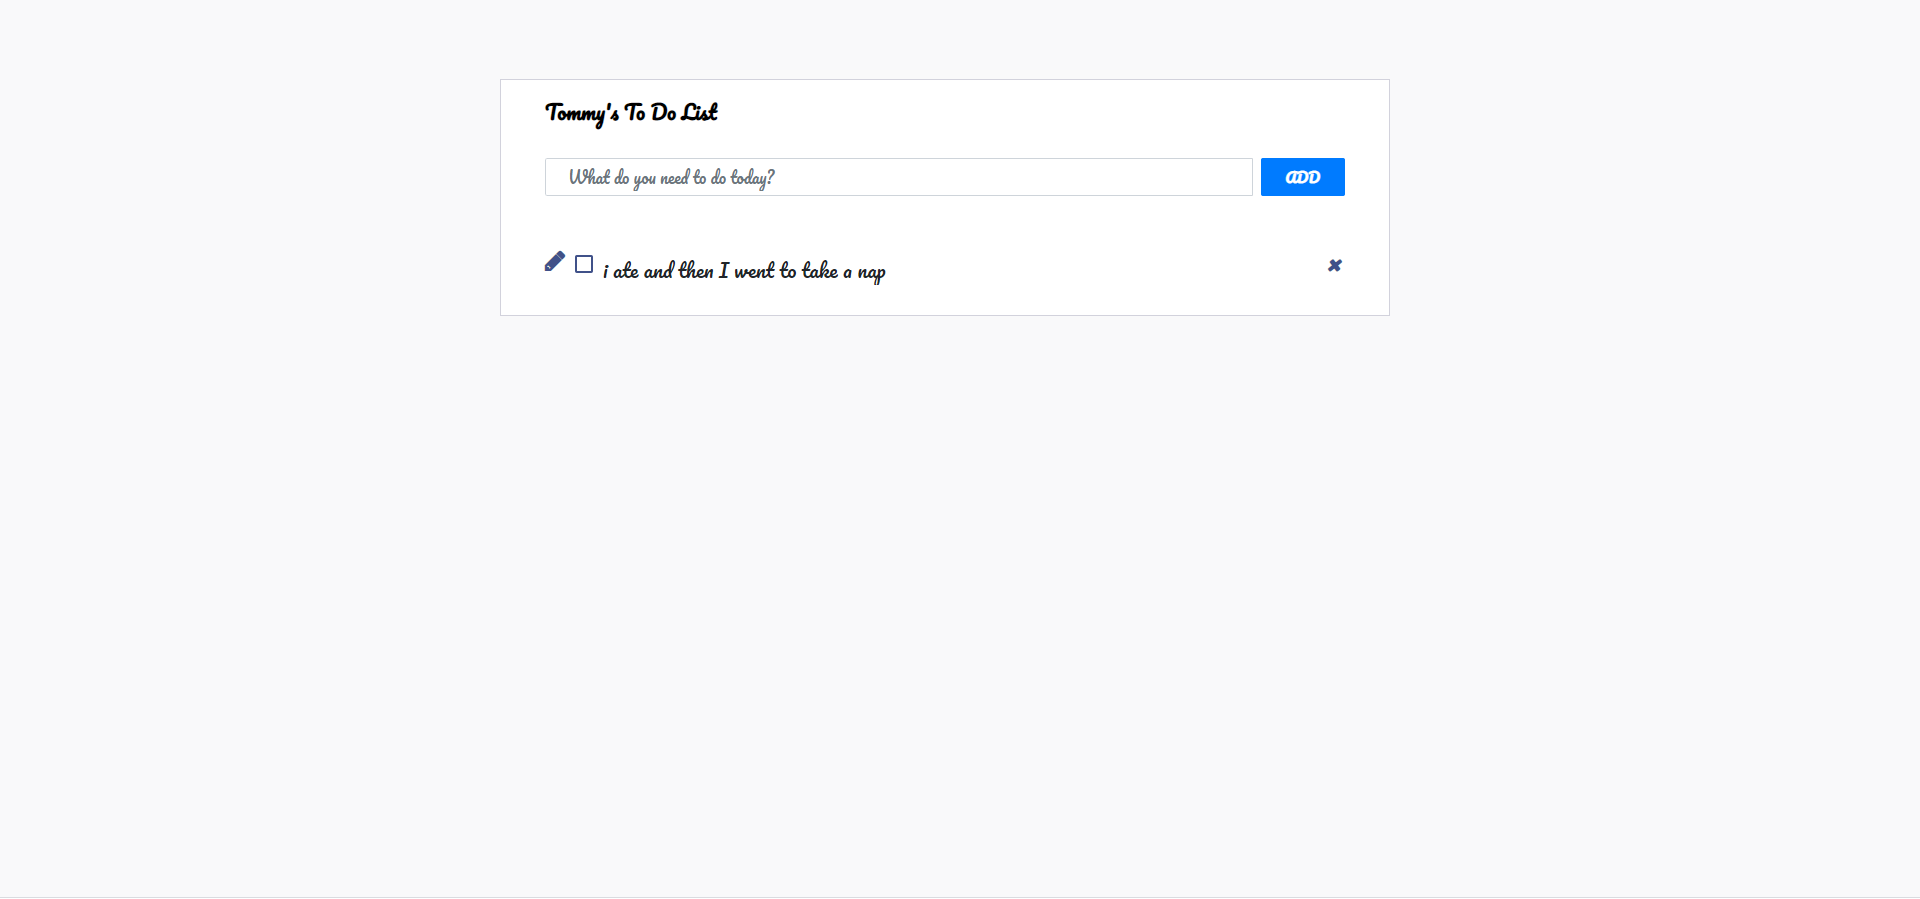 Tommy's To Do List
What do you need to do today?
ADD
i ate and then I went to take a nap